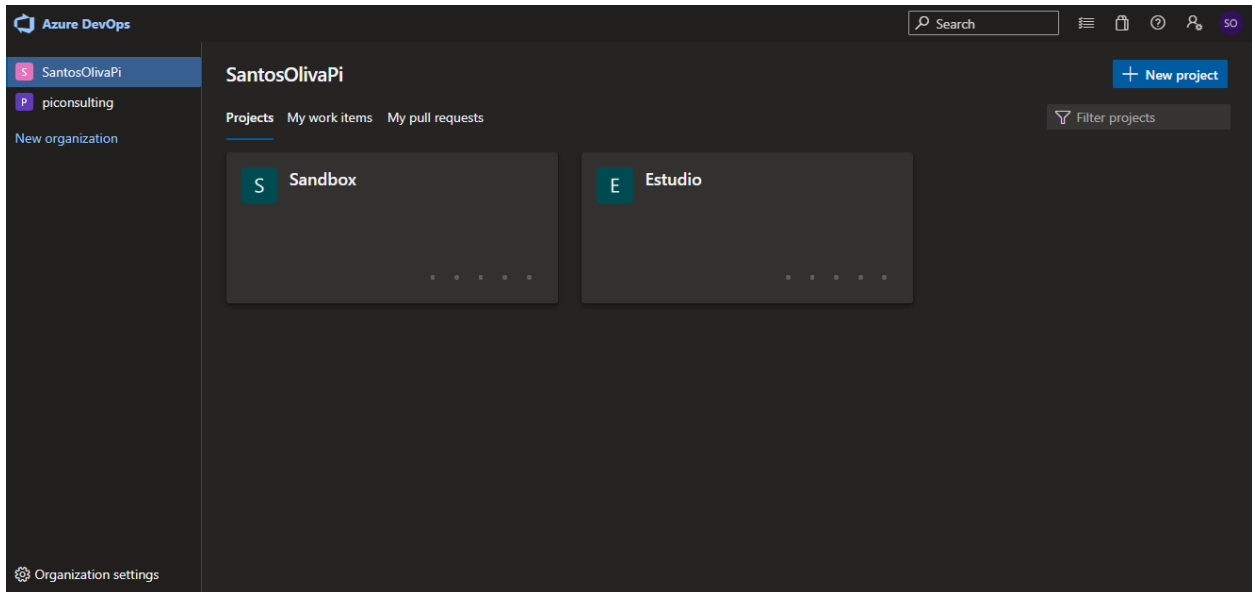 Azure DevOps
Search
SO
S SantosOlivaPi
P piconsulting
New organization
SantosOlivaPi
New project
Projects My work items My pull requests
Filter projects
S Sandbox
E Estudio
Organization settings